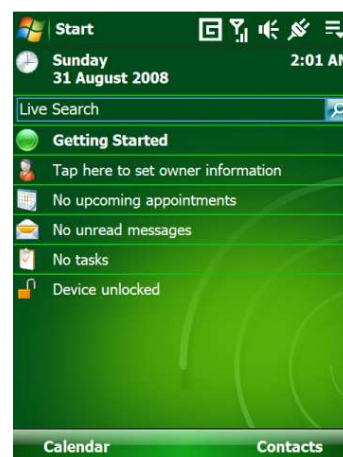 Start
Sunday
31 August 2008
2:01 A
Live Search
Getting Started
Tap here to set owner information
No upcoming appointments
No unread messages
No tasks
Device unlocked
Calendar
Contacts